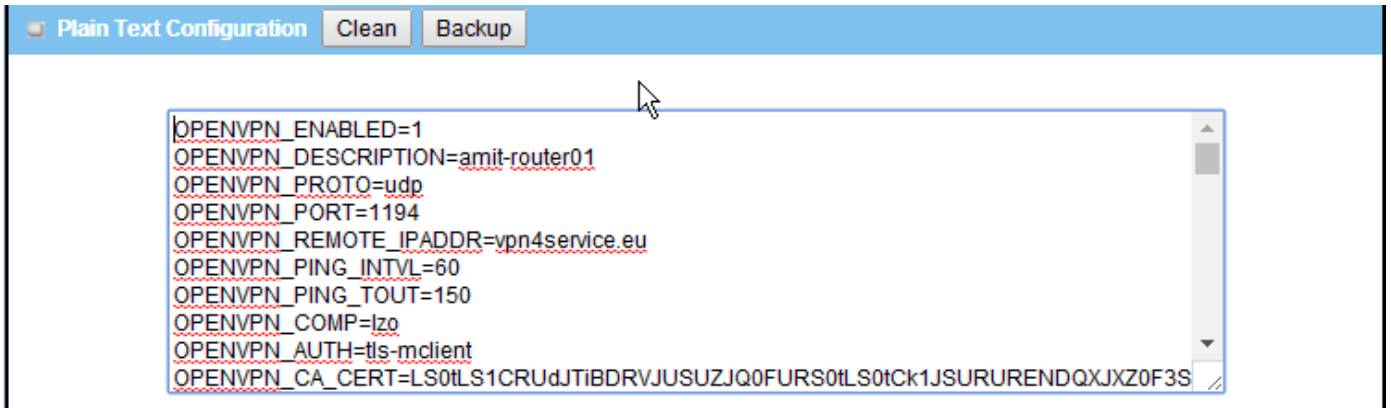 Plain Text Configuration Clean Backup
OPENVPN_ENABLED=1
OPENVPN_DESCRIPTION=amit-router01
OPENVPN_PROTO=udp
OPENVPN_PORT=1194
OPENVPN_REMOTE_IPADDR=vpn4service.eu
OPENVPN_PING_INTVL=60
OPENVPN_PING_TOUT=150
OPENVPN_COMP=lzo
OPENVPN_AUTH=tls-mclient
OPENVPN_CA_CERT=LS0tLS1CRUdJTiBDRVJUSUZJQ0FURS0tLS0tCk1JSURURENDQXJXZ0F3S